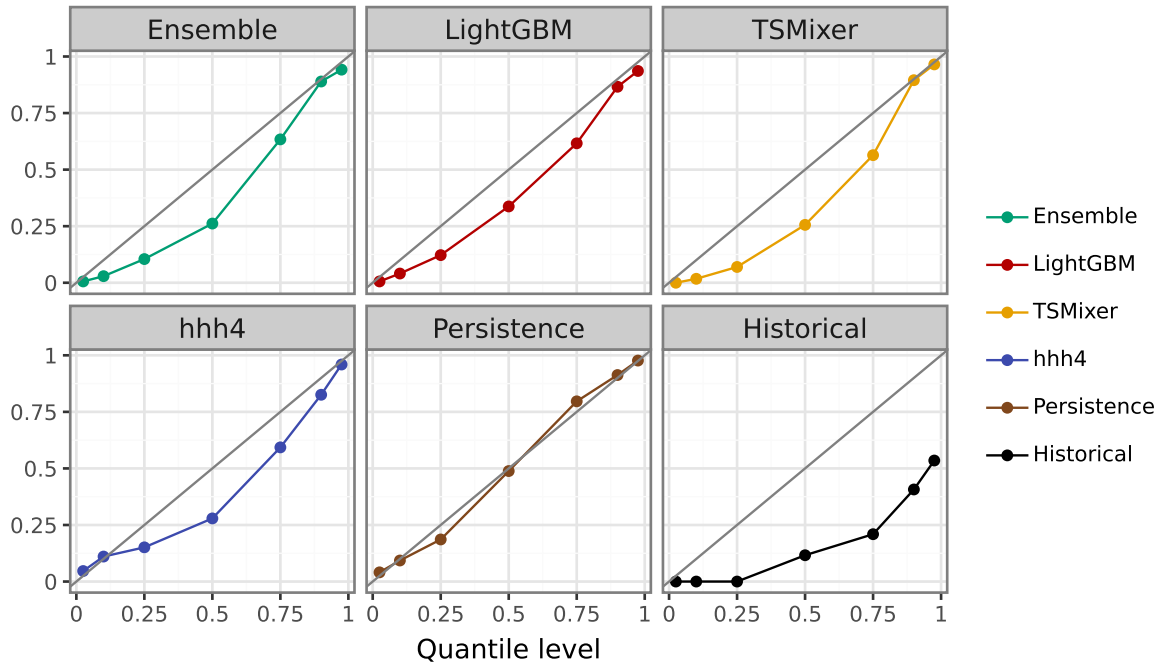 Ensemble LightGBM TSMixer
1
0.75
0.5
0.25
0
hhh4 Persistence Historical
1
0.75
0.5
0.25
0
0 0.25 0.5 0.75 1 0 0.25 0.5 0.75 1 0 0.25 0.5 0.75 1
Quantile level
Ensemble
LightGBM
TSMixer
hhh4
Persistence
Historical